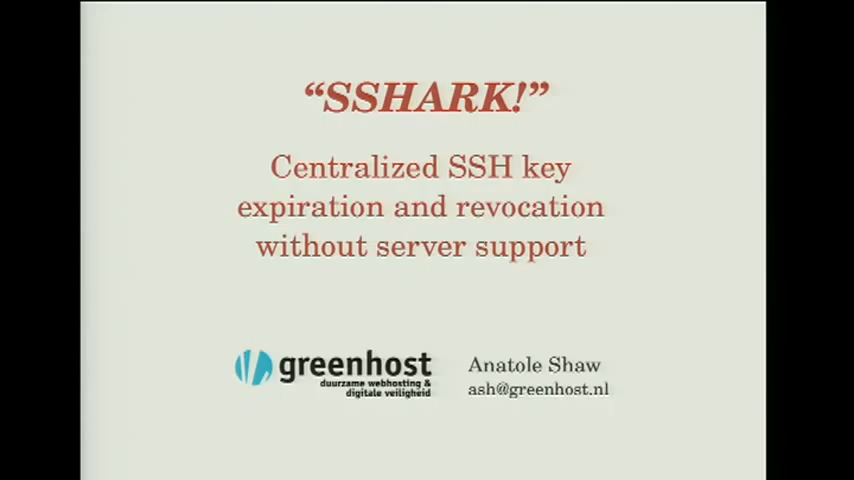 “SSHARK!”
Centralized SSH key
expiration and revocation
without server support
greenhost
duurzame webhosting &
digitale veiligheid
Anatole Shaw
ash@greenhost.nl